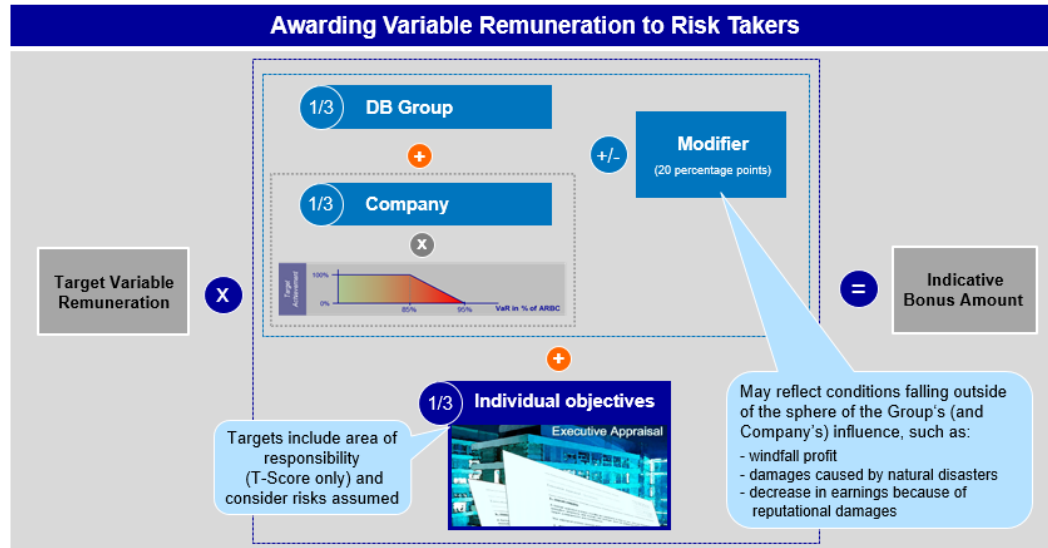 Awarding Variable Remuneration to Risk Takers
1/3
DB Group
+
1/3
Company
x
Target
Achievement
100%
0%
85%
95%
VaR in % of ARBC
+/-
Modifier
(20 percentage points)
Target Variable
Remuneration
X
=
Indicative
Bonus Amount
+
1/3
Individual objectives
Executive Appraisal
Targets include area of
responsibility
(T-Score only) and
consider risks assumed
May reflect conditions falling outside
of the sphere of the Group‘s (and
Company’s) influence, such as:
- windfall profit
- damages caused by natural disasters
- decrease in earnings because of
reputational damages